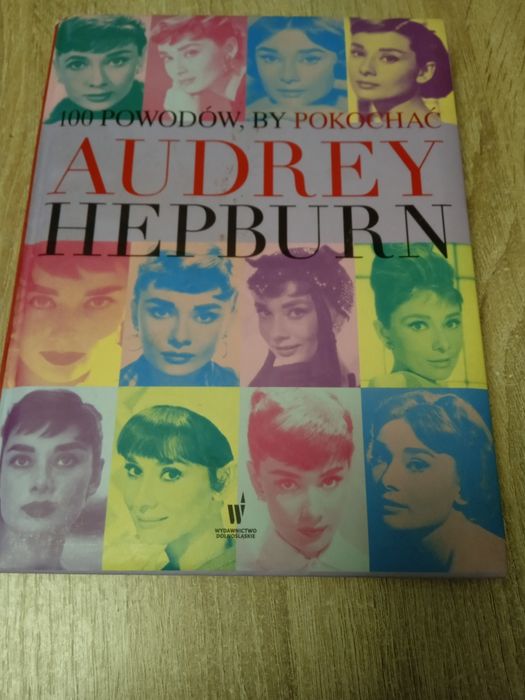 100 POWODÓW, BY POKOCHAĆ
AUDREY
HEPBURN
W
WYDAWNICTWO
DOLNOŚLĄSKIE